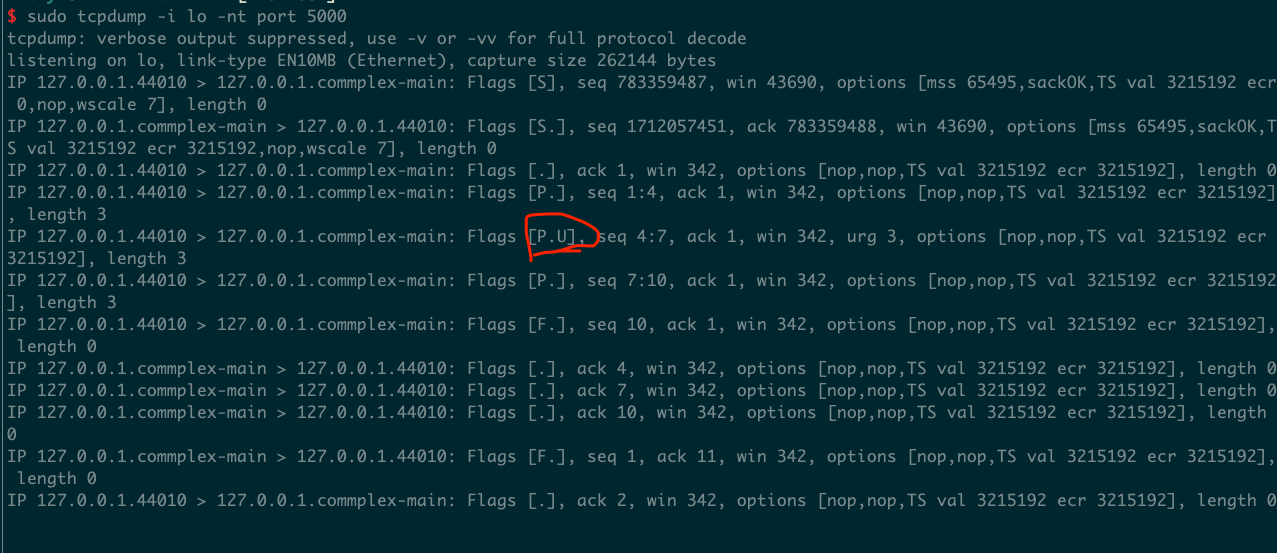 $ sudo tcpdump -i lo -nt port 5000
tcpdump: verbose output suppressed, use -v or -vv for full protocol decode
listening on lo, link-type EN10MB (Ethernet), capture size 262144 bytes
IP 127.0.0.1.44010 > 127.0.0.1.commplex-main: Flags [S], seq 783359487, win 43690, options [mss 65495,sackOK,TS val 3215192 ecr
0,nop,wscale 7], length 0
IP 127.0.0.1.commplex-main > 127.0.0.1.44010: Flags [S.], seq 1712057451, ack 783359488, win 43690, options [mss 65495,sackOK,T
S val 3215192 ecr 3215192,nop,wscale 7], length 0
IP 127.0.0.1.44010 > 127.0.0.1.commplex-main: Flags [.], ack 1, win 342, options [nop,nop,TS val 3215192 ecr 3215192], length 0
IP 127.0.0.1.44010 > 127.0.0.1.commplex-main: Flags [P.], seq 1:4, ack 1, win 342, options [nop,nop,TS val 3215192 ecr 3215192]
, length 3
IP 127.0.0.1.44010 > 127.0.0.1.commplex-main: Flags [P.U], seq 4:7, ack 1, win 342, urg 3, options [nop,nop,TS val 3215192 ecr
3215192], length 3
IP 127.0.0.1.44010 > 127.0.0.1.commplex-main: Flags [P.], seq 7:10, ack 1, win 342, options [nop,nop,TS val 3215192 ecr 3215192
], length 3
IP 127.0.0.1.44010 > 127.0.0.1.commplex-main: Flags [F.], seq 10, ack 1, win 342, options [nop,nop,TS val 3215192 ecr 3215192],
length 0
IP 127.0.0.1.commplex-main > 127.0.0.1.44010: Flags [.], ack 4, win 342, options [nop,nop,TS val 3215192 ecr 3215192], length 0
IP 127.0.0.1.commplex-main > 127.0.0.1.44010: Flags [.], ack 7, win 342, options [nop,nop,TS val 3215192 ecr 3215192], length 0
IP 127.0.0.1.commplex-main > 127.0.0.1.44010: Flags [.], ack 10, win 342, options [nop,nop,TS val 3215192 ecr 3215192], length
0
IP 127.0.0.1.commplex-main > 127.0.0.1.44010: Flags [F.], seq 1, ack 11, win 342, options [nop,nop,TS val 3215192 ecr 3215192],
length 0
IP 127.0.0.1.44010 > 127.0.0.1.commplex-main: Flags [.], ack 2, win 342, options [nop,nop,TS val 3215192 ecr 3215192], length 0